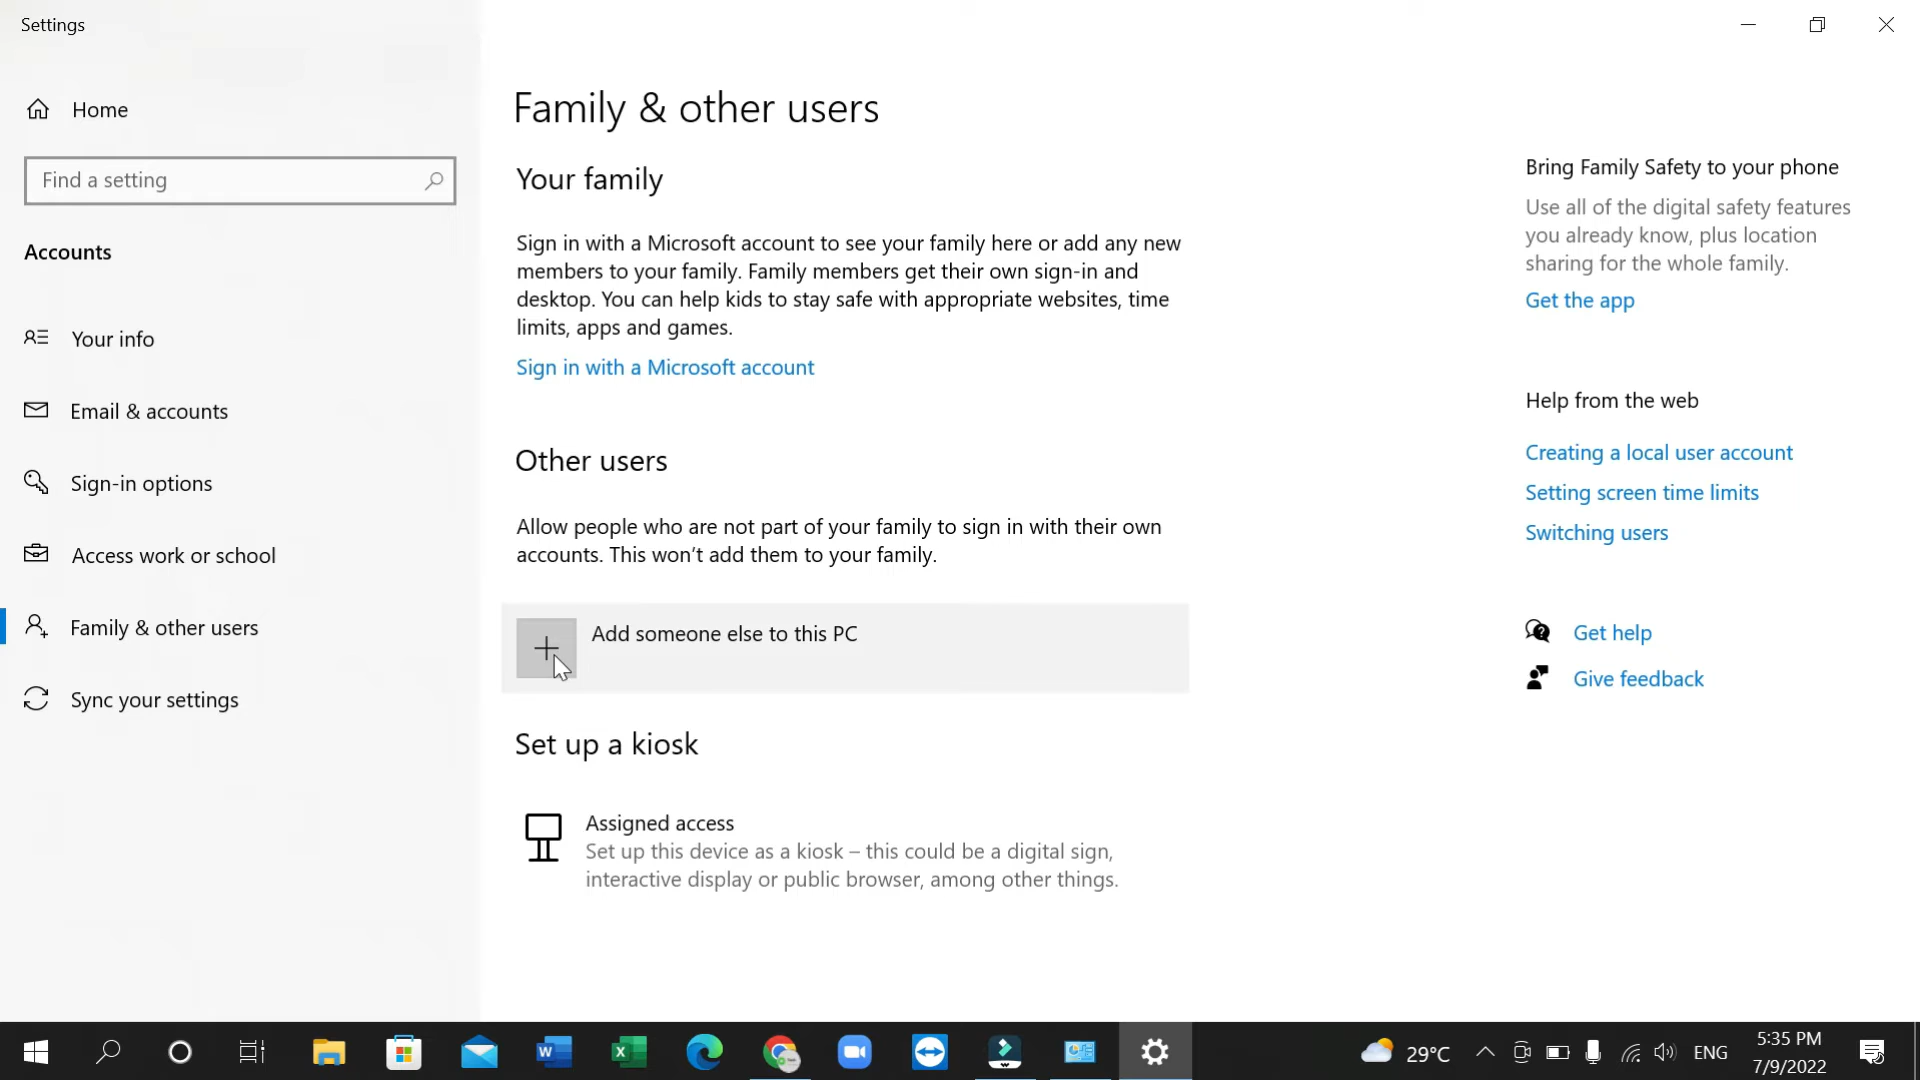 Settings
Home
Find a setting
Accounts
Your info
Email & accounts
Sign-in options
Access work or school
Family & other users
Sync your settings
Family & other users
Your family
Sign in with a Microsoft account to see your family here or add any new
members to your family. Family members get their own sign-in and
desktop. You can help kids to stay safe with appropriate websites, time
limits, apps and games.
Sign in with a Microsoft account
Other users
Allow people who are not part of your family to sign in with their own
accounts. This won't add them to your family.
Add someone else to this PC
Set up a kiosk
Assigned access
Set up this device as a kiosk – this could be a digital sign,
interactive display or public browser, among other things.
Bring Family Safety to your phone
Use all of the digital safety features
you already know, plus location
sharing for the whole family.
Get the app
Help from the web
Creating a local user account
Setting screen time limits
Switching users
Get help
Give feedback
29°C
ENG
5:35 PM
7/9/2022